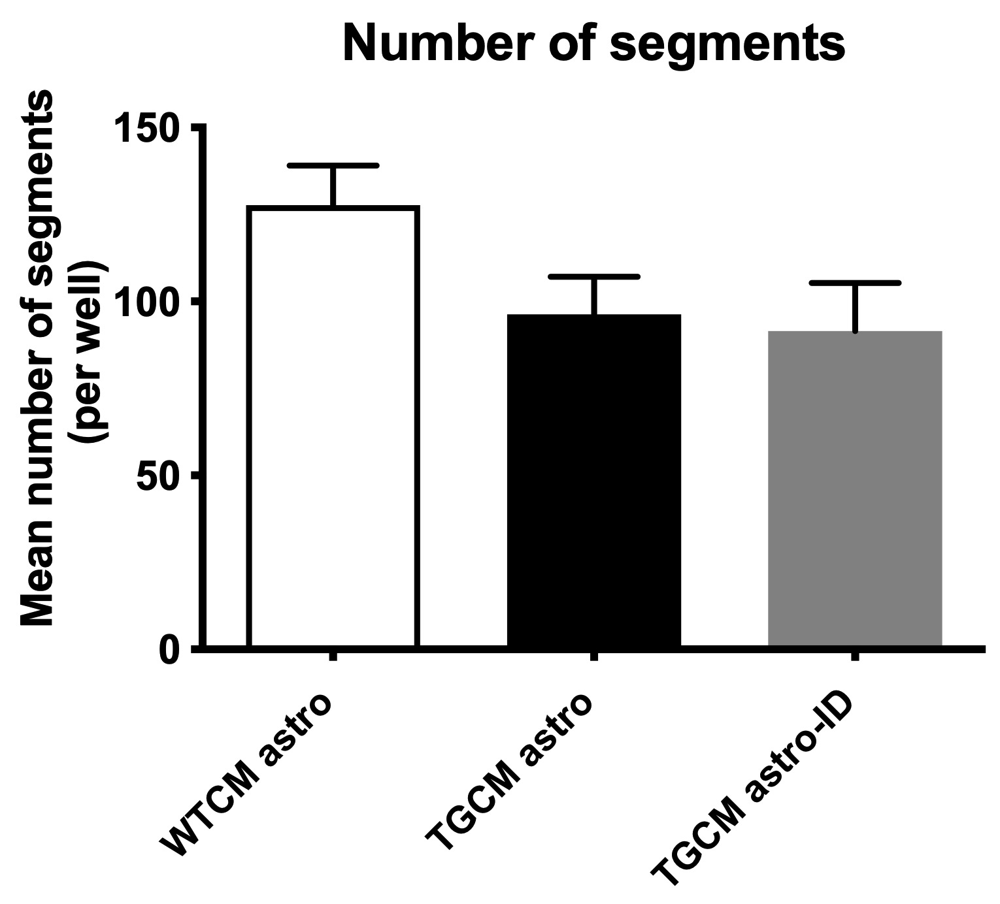 Number of segments
Mean number of segments
(per well)
150
100
50
0
WTCM astro
TGCM astro
TGCM astro-ID